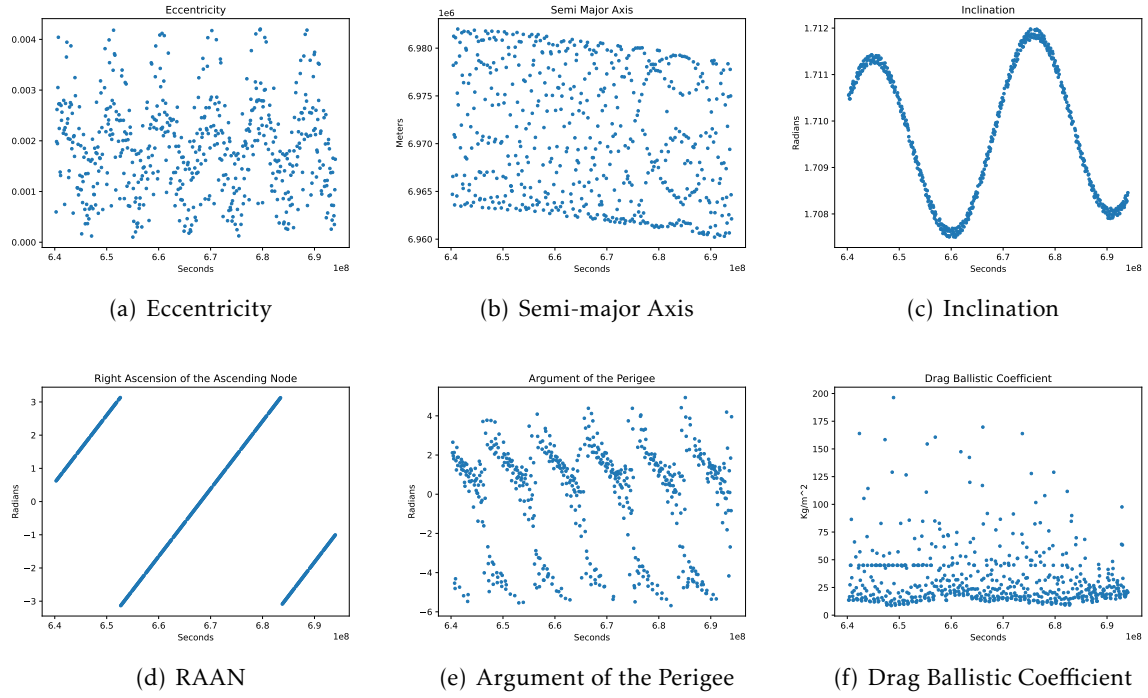 Eccentricity
0.004
0.003
0.002
0.001
0.000
6.4 6.5 6.6 6.7 6.8 6.9
Seconds
1e8
(a) Eccentricity
Semi Major Axis
1e6
6.980
6.975
6.970
6.965
6.960
Meters
6.4 6.5 6.6 6.7 6.8 6.9
Seconds
1e8
(b) Semi-major Axis
Inclination
1.712
1.711
1.710
1.709
1.708
Radians
6.4 6.5 6.6 6.7 6.8 6.9
Seconds
1e8
(c) Inclination
Right Ascension of the Ascending Node
3
2
1
0
−1
−2
−3
Radians
6.4 6.5 6.6 6.7 6.8 6.9
Seconds
1e8
(d) RAAN
Argument of the Perigee
4
2
0
−2
−4
−6
Radians
6.4 6.5 6.6 6.7 6.8 6.9
Seconds
1e8
(e) Argument of the Perigee
Drag Ballistic Coefficient
200
175
150
125
100
75
50
25
0
Kg/m^2
6.4 6.5 6.6 6.7 6.8 6.9
Seconds
1e8
(f) Drag Ballistic Coefficient